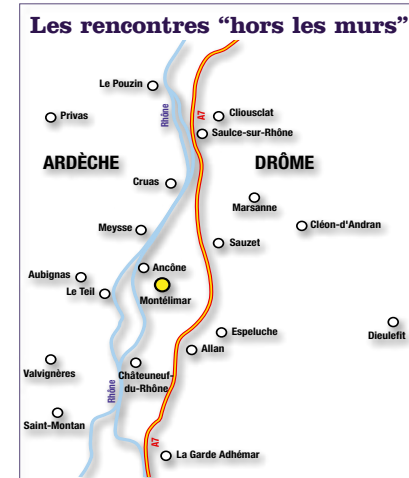 Les rencontres “hors les murs”
Le Pouzin
Privas
Rhône
A7
Cliousclat
Saulce-sur-Rhône
ARDÈCHE
DRÔME
Cruas
Marsanne
Meysse
Cléon-d'Andran
Sauzet
Ancône
Aubignas
Le Teil
Montélimar
Espeluche
Dieulefit
Allan
Valvignères
Châteuneuf-
du-Rhône
Rhône
Saint-Montan
A7
La Garde Adhémar